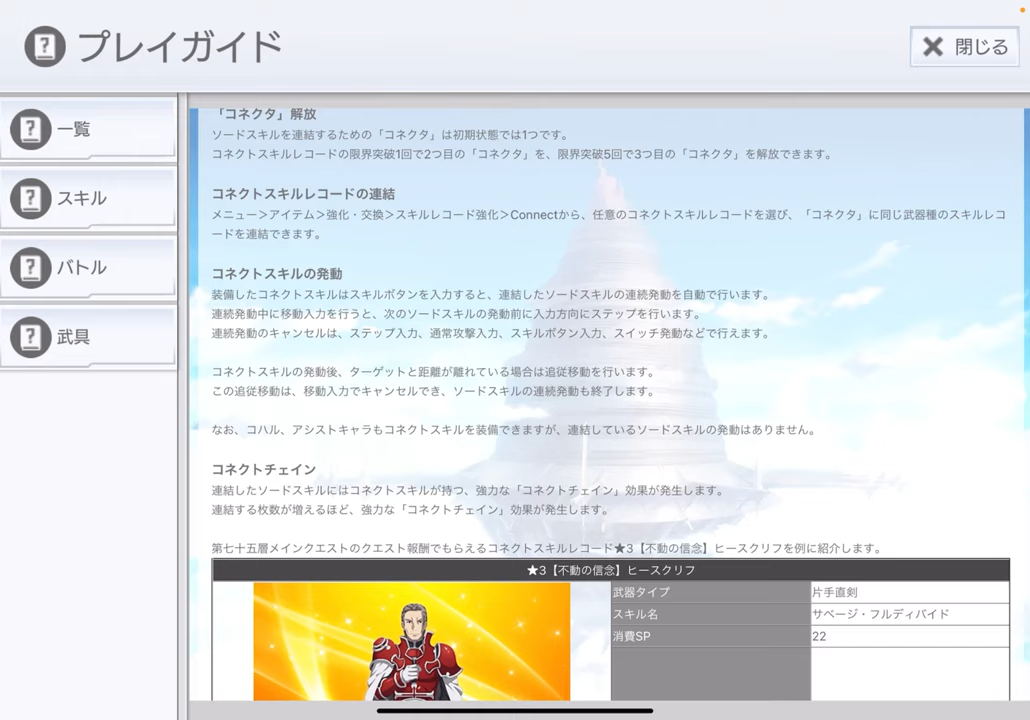 プレイガイド
閉じる
一覧
スキル
バトル
武具
「コネクタ」解放
ソードスキルを連結するための「コネクタ」は初期状態では1つです。
コネクトスキルレコードの限界突破1回で2つ目の「コネクタ」を、限界突破5回で3つ目の「コネクタ」を解放できます。
コネクトスキルレコードの連結
メニュー＞アイテム＞強化・交換＞スキルレコード強化＞Connectから、任意のコネクトスキルレコードを選び、「コネクタ」に同じ武器種のスキルレコ
ードを連結できます。
コネクトスキルの発動
装備したコネクトスキルはスキルボタンを入力すると、連結したソードスキルの連続発動を自動で行います。
連続発動中に移動入力を行うと、次のソードスキルの発動前に入力方向にステップを行います。
連続発動のキャンセルは、ステップ入力、通常攻撃入力、スキルボタン入力、スイッチ発動などで行えます。
コネクトスキルの発動後、ターゲットと距離が離れている場合は追従移動を行います。
この追従移動は、移動入力でキャンセルでき、ソードスキルの連続発動も終了します。
なお、コハル、アシストキャラもコネクトスキルを装備できますが、連結しているソードスキルの発動はありません。
コネクトチェイン
連結したソードスキルにはコネクトスキルが持つ、強力な「コネクトチェイン」効果が発生します。
連結する枚数が増えるほど、強力な「コネクトチェイン」効果が発生します。
第七十五層メインクエストのクエスト報酬でもらえるコネクトスキルレコード★3【不動の信念】ヒースクリフを例に紹介します。
★3【不動の信念】ヒースクリフ
武器タイプ 片手直剣
スキル名 サベージ・フルディバイド
消費SP 22